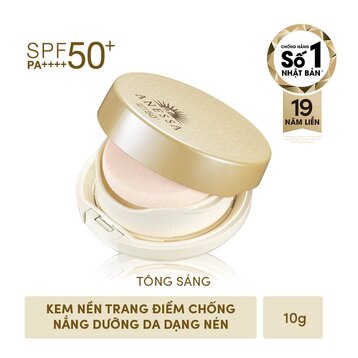 SPF50+
PA++++
CHỐNG NẮNG
Số 1
NHẬT BẢN*
19
NĂM LIỀN
ANESSA
TÔNG SÁNG
KEM NỀN TRANG ĐIỂM CHỐNG
NẮNG DƯỠNG DA DẠNG NÉN
10g